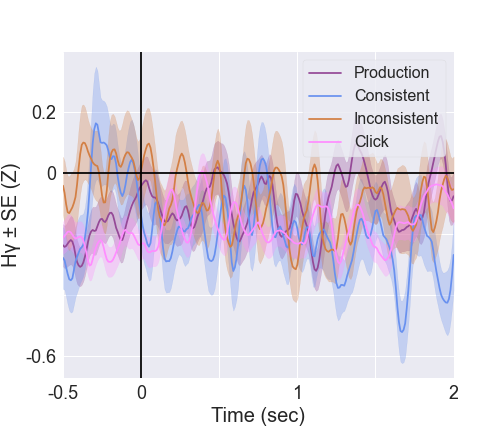 Production
Consistent
Inconsistent
Click
0.2
0
-0.6
Hγ ± SE (Z)
-0.5
0
1
2
Time (sec)